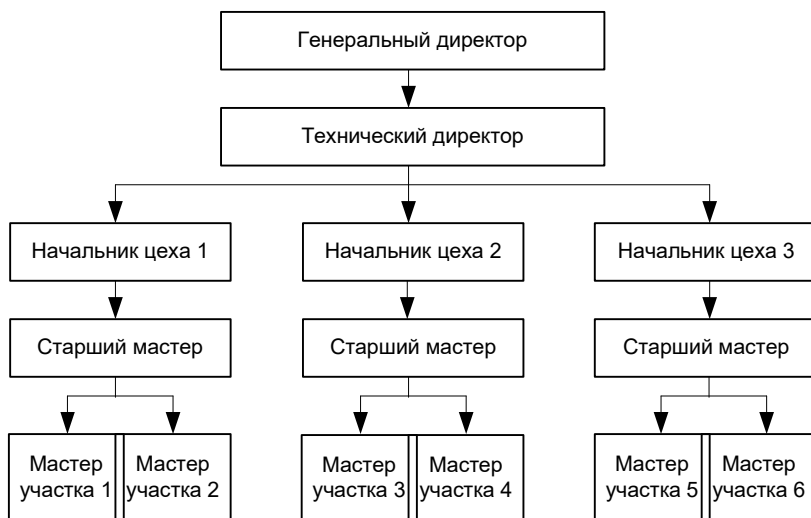 Генеральный директор
Технический директор
Начальник цеха 1
Начальник цеха 2
Начальник цеха 3
Старший мастер
Старший мастер
Старший мастер
Мастер
участка 1
Мастер
участка 2
Мастер
участка 3
Мастер
участка 4
Мастер
участка 5
Мастер
участка 6